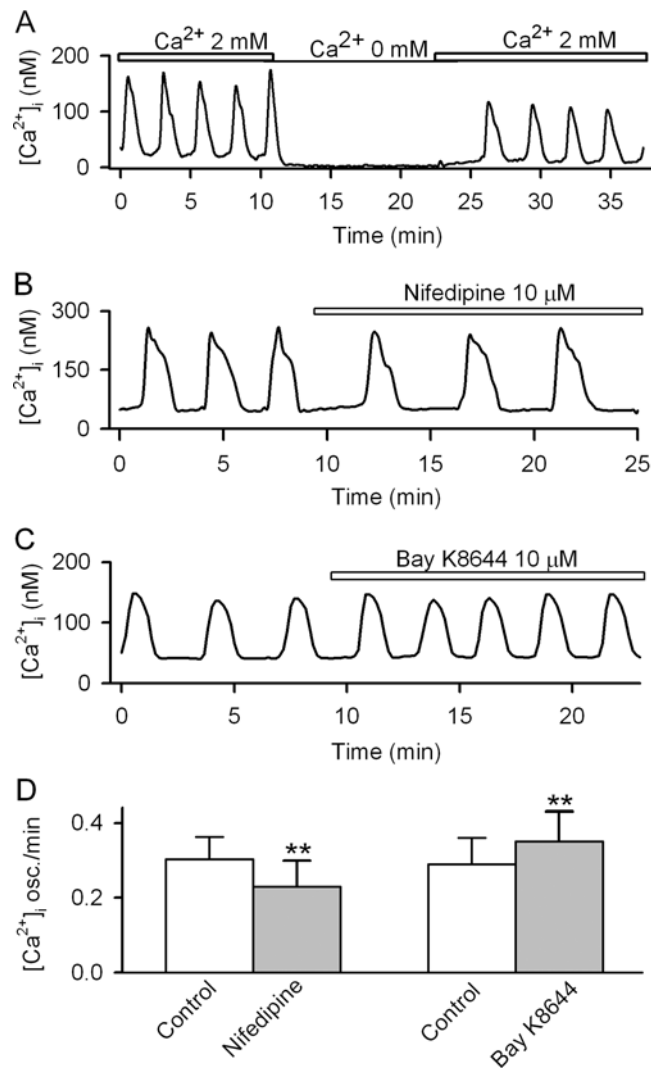 A
Ca2+ 2 mM Ca2+ 0 mM Ca2+ 2 mM
[Ca2+]i (nM)
200
100
0
0 5 10 15 20 25 30 35
Time (min)
B
Nifedipine 10 μM
[Ca2+]i (nM)
300
150
0
0 5 10 15 20 25
Time (min)
C
Bay K8644 10 μM
[Ca2+]i (nM)
200
100
0
0 5 10 15 20
Time (min)
D
[Ca2+]i osc./min
0.4
0.2
0.0
** **
Control Nifedipine Control Bay K8644